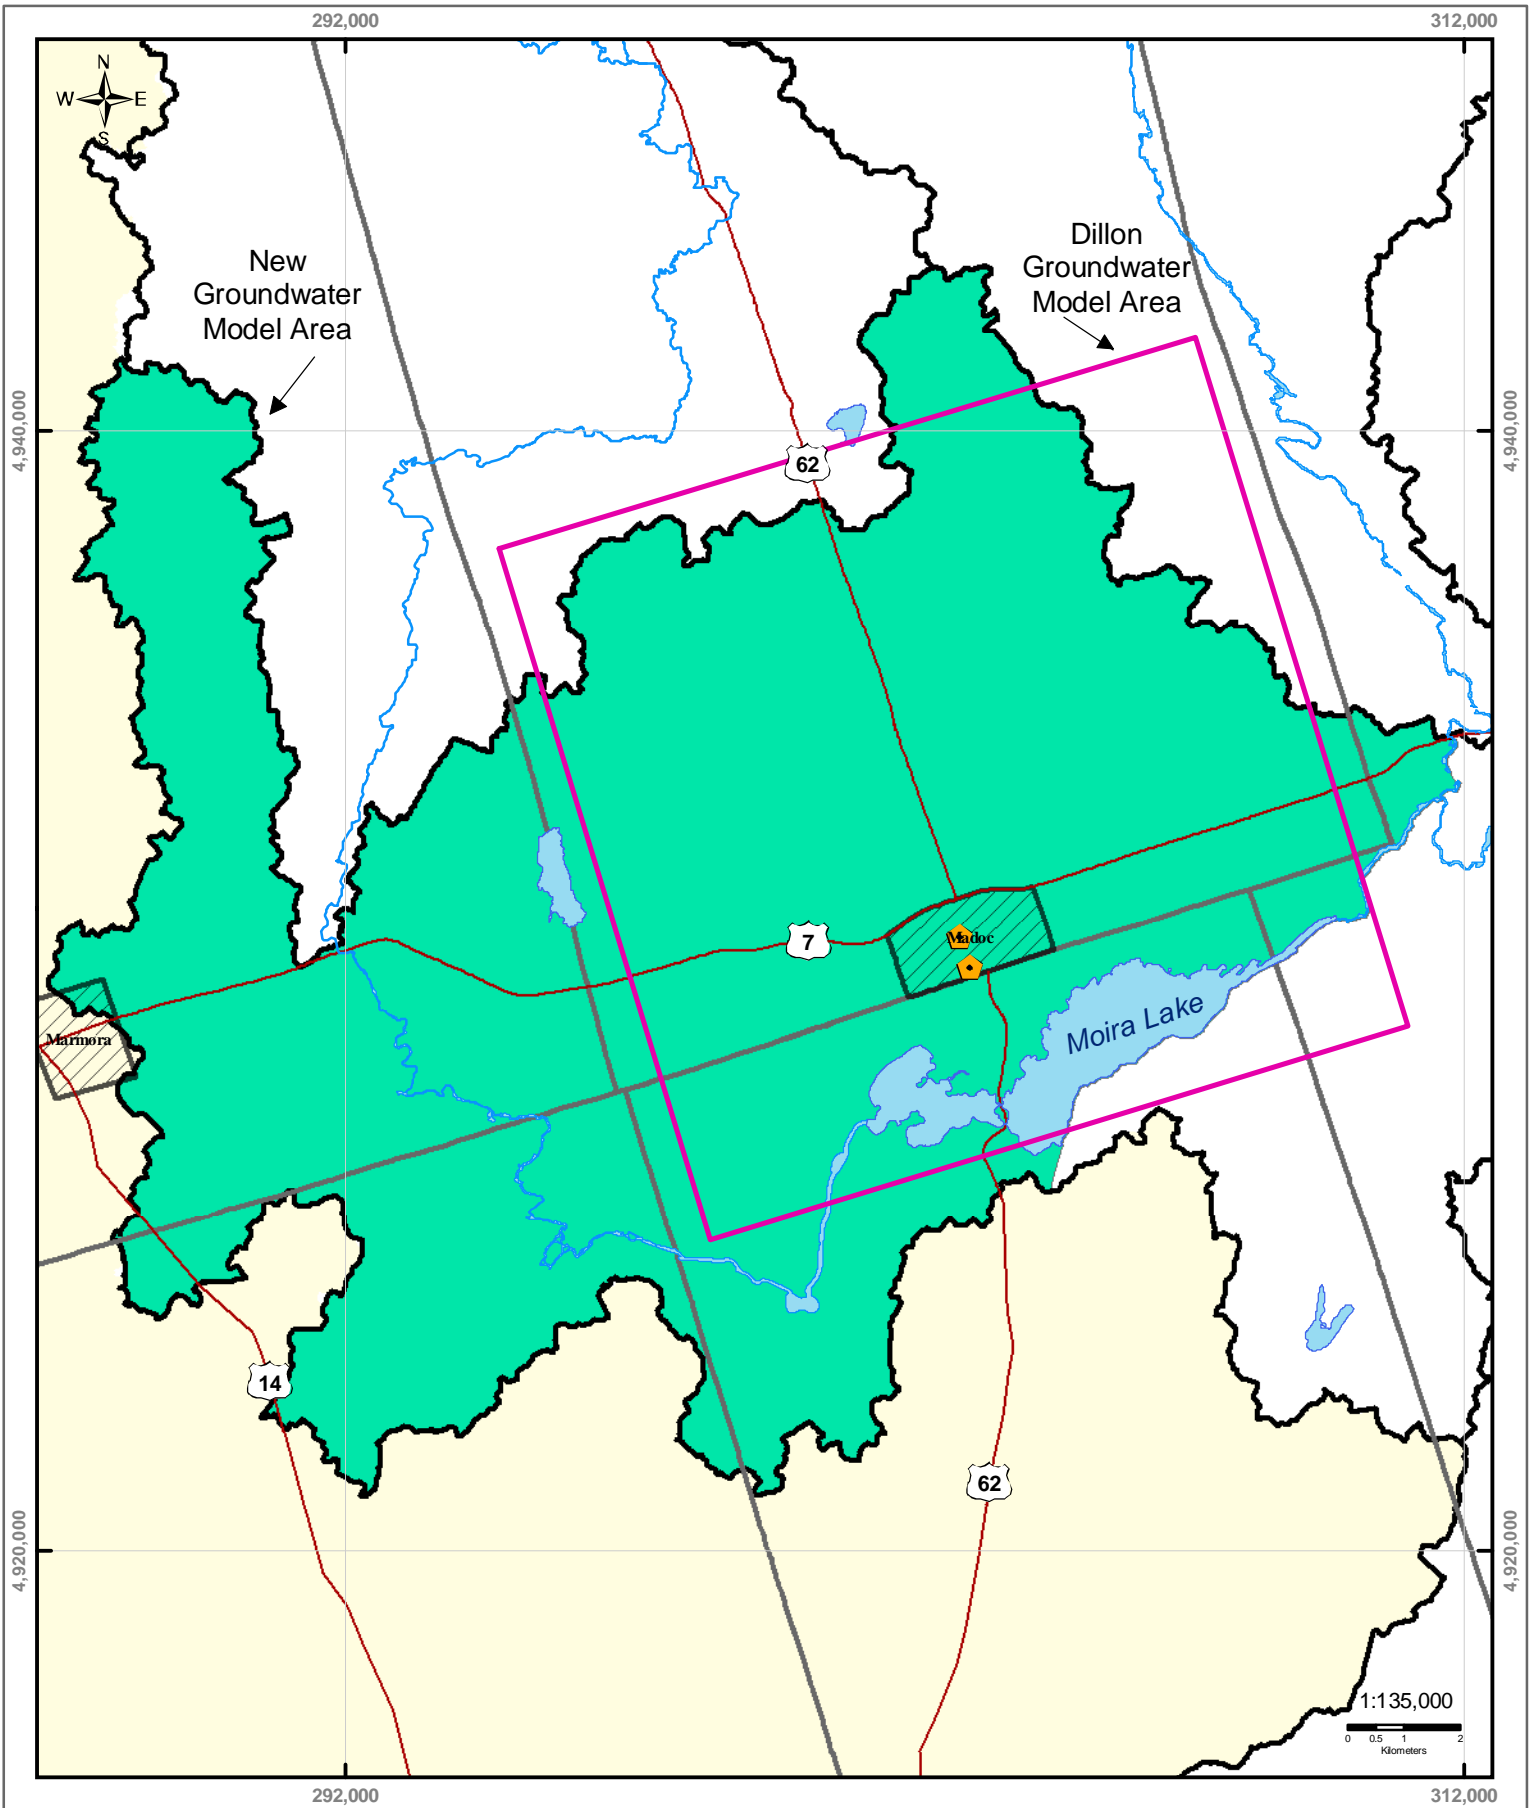 292,000
312,000
N
W
E
S
New
Groundwater
Model Area
Dillon
Groundwater
Model Area
4,940,000
4,940,000
62
7
Madoc
Moira Lake
Marmora
14
62
4,920,000
4,920,000
1:135,000
0 0.5 1 2
Kilometers
292,000
312,000